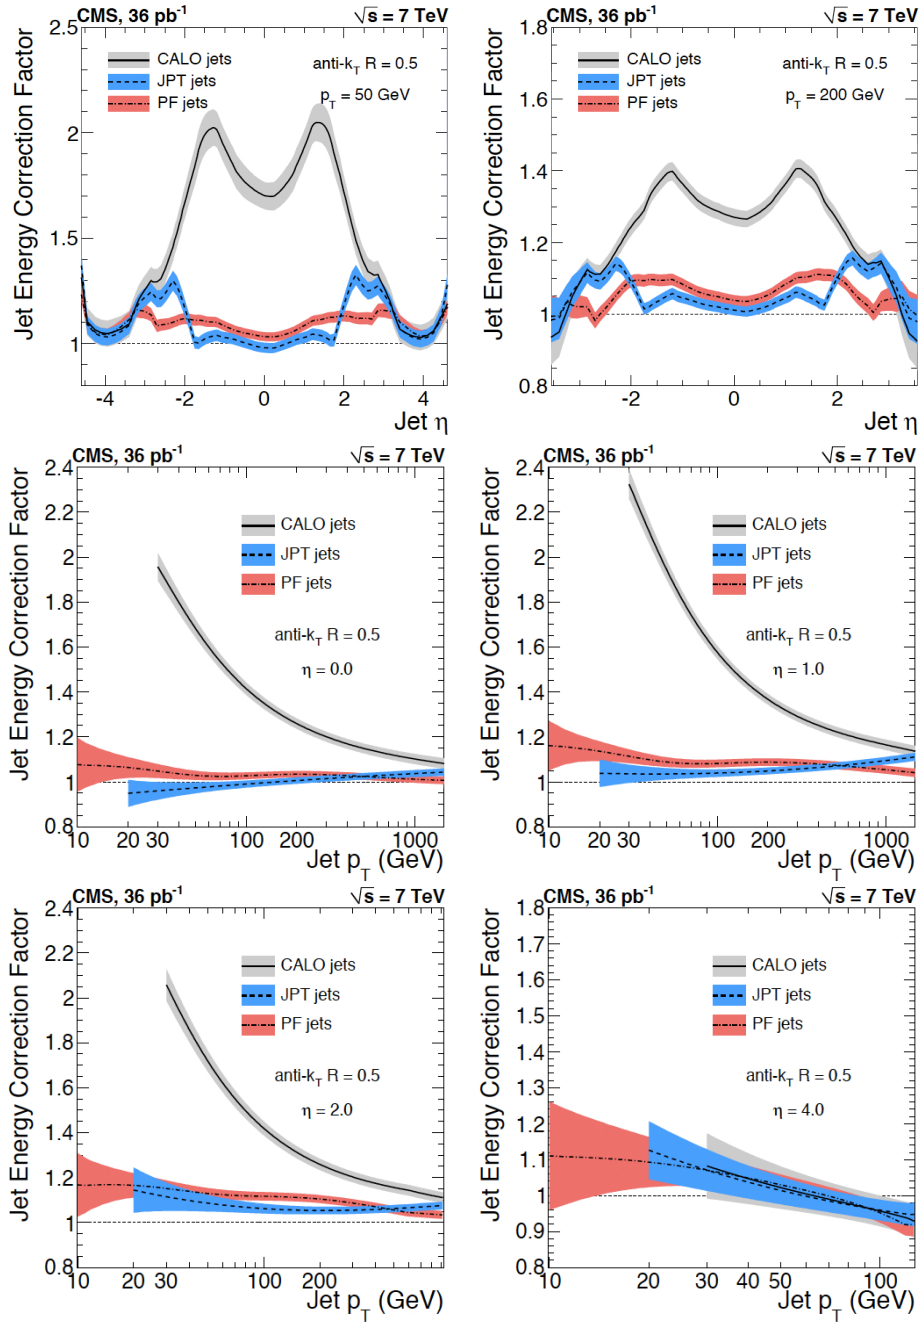 CMS, 36 pb-1 √s = 7 TeV
Jet Energy Correction Factor
2.5
2
1.5
1
CALO jets
JPT jets
PF jets
anti-kT R = 0.5
pT = 50 GeV
-4 -2 0 2 4
Jet η
CMS, 36 pb-1 √s = 7 TeV
Jet Energy Correction Factor
1.8
1.6
1.4
1.2
1
0.8
CALO jets
JPT jets
PF jets
anti-kT R = 0.5
pT = 200 GeV
-2 0 2
Jet η
CMS, 36 pb-1 √s = 7 TeV
Jet Energy Correction Factor
2.4
2.2
2
1.8
1.6
1.4
1.2
1
0.8
CALO jets
JPT jets
PF jets
anti-kT R = 0.5
η = 0.0
10 20 30 100 200 1000
Jet pT (GeV)
CMS, 36 pb-1 √s = 7 TeV
Jet Energy Correction Factor
2.4
2.2
2
1.8
1.6
1.4
1.2
1
0.8
CALO jets
JPT jets
PF jets
anti-kT R = 0.5
η = 1.0
10 20 30 100 200 1000
Jet pT (GeV)
CMS, 36 pb-1 √s = 7 TeV
Jet Energy Correction Factor
2.4
2.2
2
1.8
1.6
1.4
1.2
1
0.8
CALO jets
JPT jets
PF jets
anti-kT R = 0.5
η = 2.0
10 20 30 100 200
Jet pT (GeV)
CMS, 36 pb-1 √s = 7 TeV
Jet Energy Correction Factor
1.8
1.7
1.6
1.5
1.4
1.3
1.2
1.1
1
0.9
0.8
CALO jets
JPT jets
PF jets
anti-kT R = 0.5
η = 4.0
10 20 30 40 50 100
Jet pT (GeV)